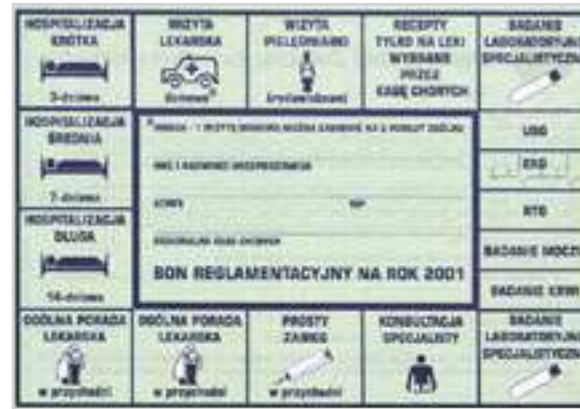 HOSPITALIZACJA
KRÓTKA
3-dniowa
WIZYTA
LEKARSKA
domowa*
WIZYTA
PIELĘGNIARKI
środowiskowej
RECEPTY
TYLKO NA LEKI
WYBRANE
PRZEZ
KASĘ CHORYCH
BADANIE
LABORATORYJNE
SPECJALISTYCZNE
HOSPITALIZACJA
ŚREDNIA
7-dniowa
USG
EKG
RTG
BADANIE MOCZU
BADANIE KRWI
IMIĘ I NAZWISKO UBEZPIECZONEGO
ADRES
REGIONALNA KASA CHORYCH
BON REGLAMENTACYJNY NA ROK 2001
HOSPITALIZACJA
DŁUGA
14-dniowa
OGÓLNA PORADA
LEKARSKA
w przychodni
OGÓLNA PORADA
LEKARSKA
w przychodni
PROSTY
ZABIEG
w przychodni
KONSULTACJA
SPECJALISTY
BADANIE
LABORATORYJNE
SPECJALISTYCZNE